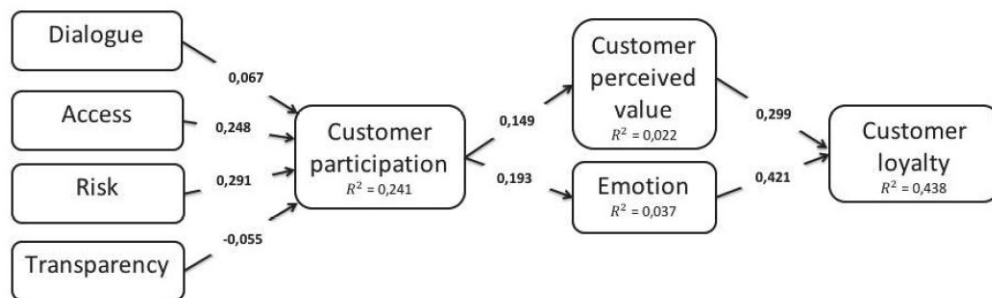 Dialogue
Access
Risk
Transparency
0,067
0,248
0,291
-0,055
Customer
participation
R² = 0,241
0,149
0,193
Customer
perceived
value
R² = 0,022
Emotion
R² = 0,037
0,299
0,421
Customer
loyalty
R² = 0,438